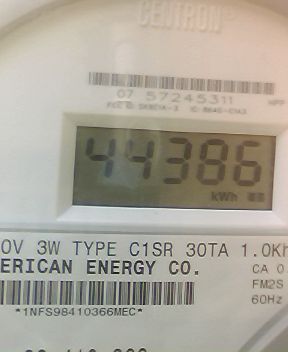 CENTRON
07 57245311
44386
kWh
0V 3W TYPE C1SR 30TA 1.0Kh
ERICAN ENERGY CO.
CA 0.
FM2S
60Hz
*1NFS98410366MEC*